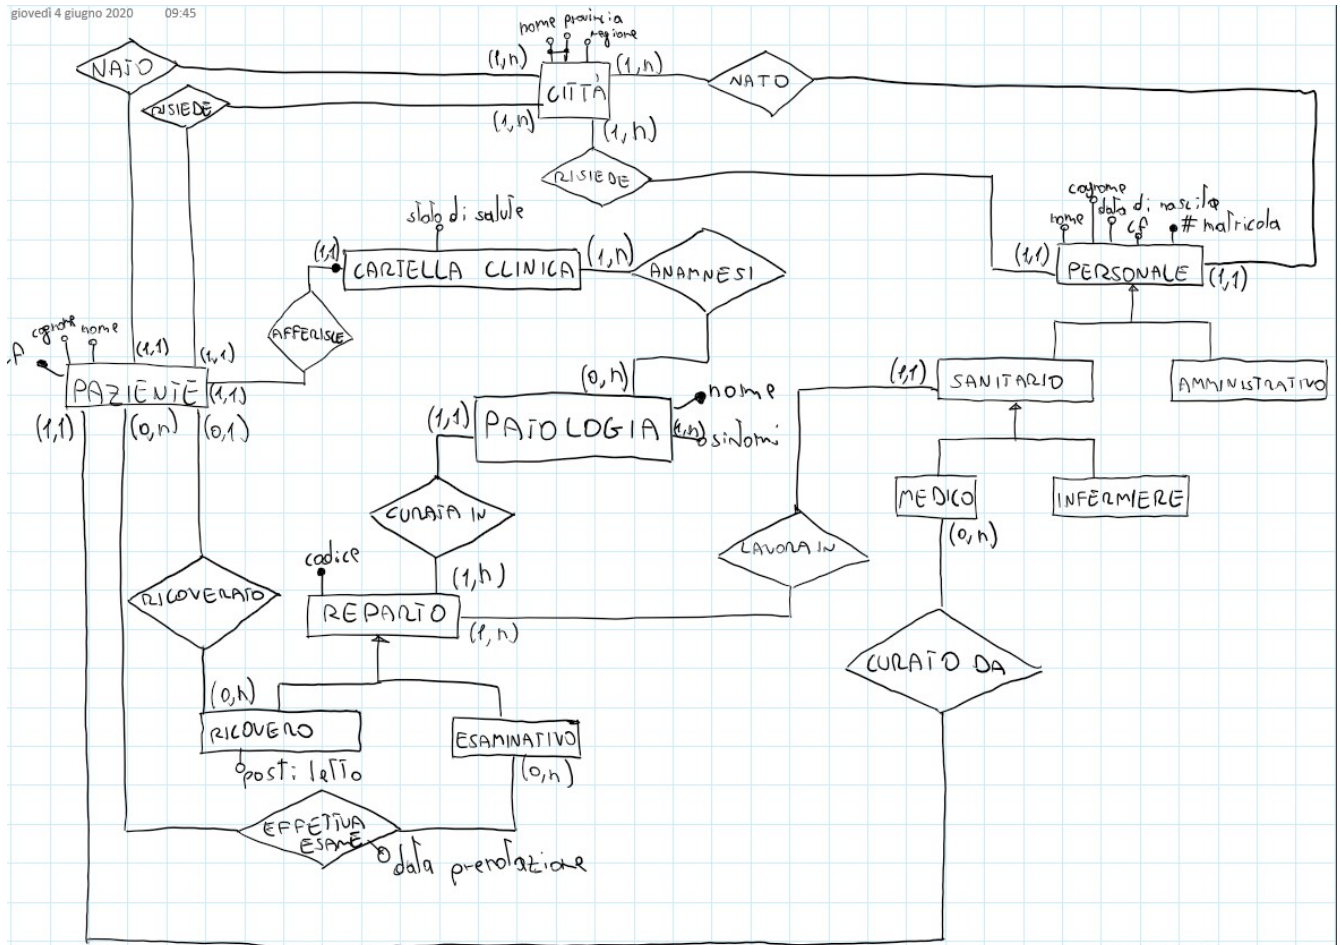 giovedì 4 giugno 2020 09:45
nome provincia
regione
NATO
(1,n)
(1,n)
NATO
CITTÀ
RISIEDE
(1,n)
(1,n)
RISIEDE
cognome
nome
data di nascita
cf
# matricola
stato di salute
(1,1)
CARTELLA CLINICA
(1,n)
ANAMNESI
(1,1)
PERSONALE
(1,1)
AFFERISCE
cognome
nome
(1,1)
(1,1)
PAZIENTE
(1,1)
(0,n)
nome
(1,1)
SANITARIO
AMMINISTRATIVO
(1,1)
(0,n)
(0,1)
(1,1)
PATOLOGIA
(1,n)
sintomi
MEDICO
INFERMIERE
CURATA IN
(0,n)
LAVORA IN
codice
(1,n)
RICOVERATO
REPARTO
(1,n)
CURATO DA
(0,n)
RICOVERO
ESAMINATIVO
posti letto
(0,n)
EFFETTUA
ESAME
data prenotazione